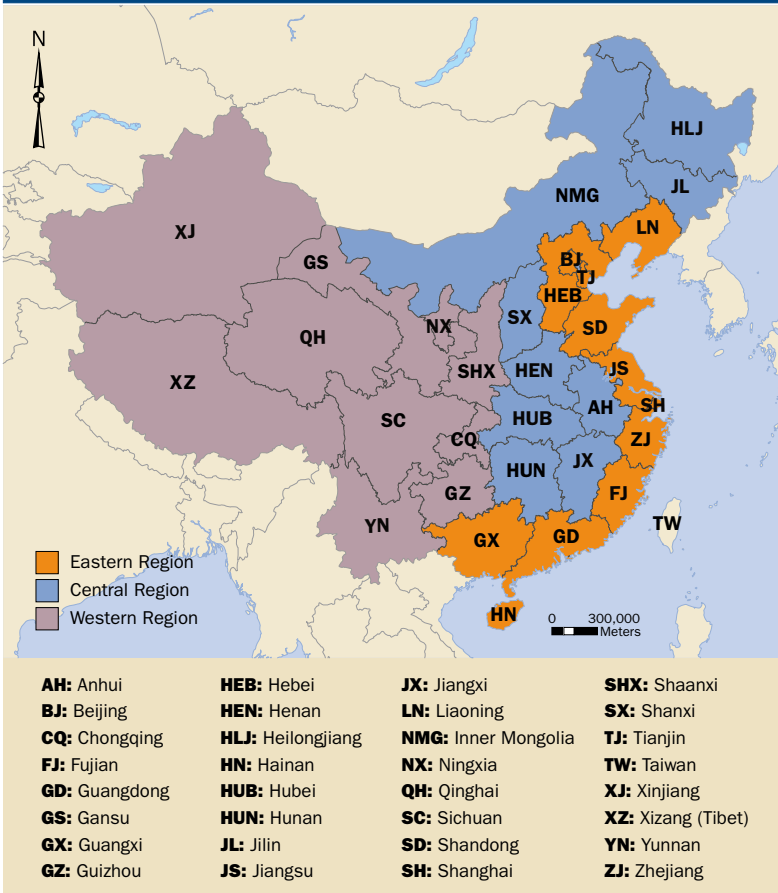 N
HLJ
JL
NMG
LN
XJ
BJ
GS
TJ
HEB
SX
SD
NX
QH
SHX
HEN
JS
XZ
SH
AH
SC
HUB
CQ
ZJ
JX
HUN
GZ
FJ
TW
YN
GX
GD
HN
Eastern Region
Central Region
Western Region
0 300,000
Meters
AH: Anhui
BJ: Beijing
CQ: Chongqing
FJ: Fujian
GD: Guangdong
GS: Gansu
GX: Guangxi
GZ: Guizhou
HEB: Hebei
HEN: Henan
HLJ: Heilongjiang
HN: Hainan
HUB: Hubei
HUN: Hunan
JL: Jilin
JS: Jiangsu
JX: Jiangxi
LN: Liaoning
NMG: Inner Mongolia
NX: Ningxia
QH: Qinghai
SC: Sichuan
SD: Shandong
SH: Shanghai
SHX: Shaanxi
SX: Shanxi
TJ: Tianjin
TW: Taiwan
XJ: Xinjiang
XZ: Xizang (Tibet)
YN: Yunnan
ZJ: Zhejiang